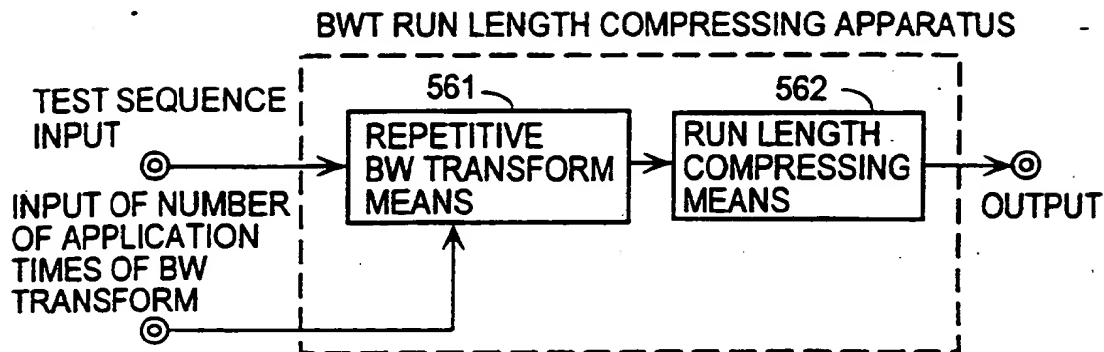 BWT RUN LENGTH COMPRESSING APPARATUS
TEST SEQUENCE
INPUT
561
562
REPETITIVE
BW TRANSFORM
MEANS
RUN LENGTH
COMPRESSING
MEANS
OUTPUT
INPUT OF NUMBER
OF APPLICATION
TIMES OF BW
TRANSFORM